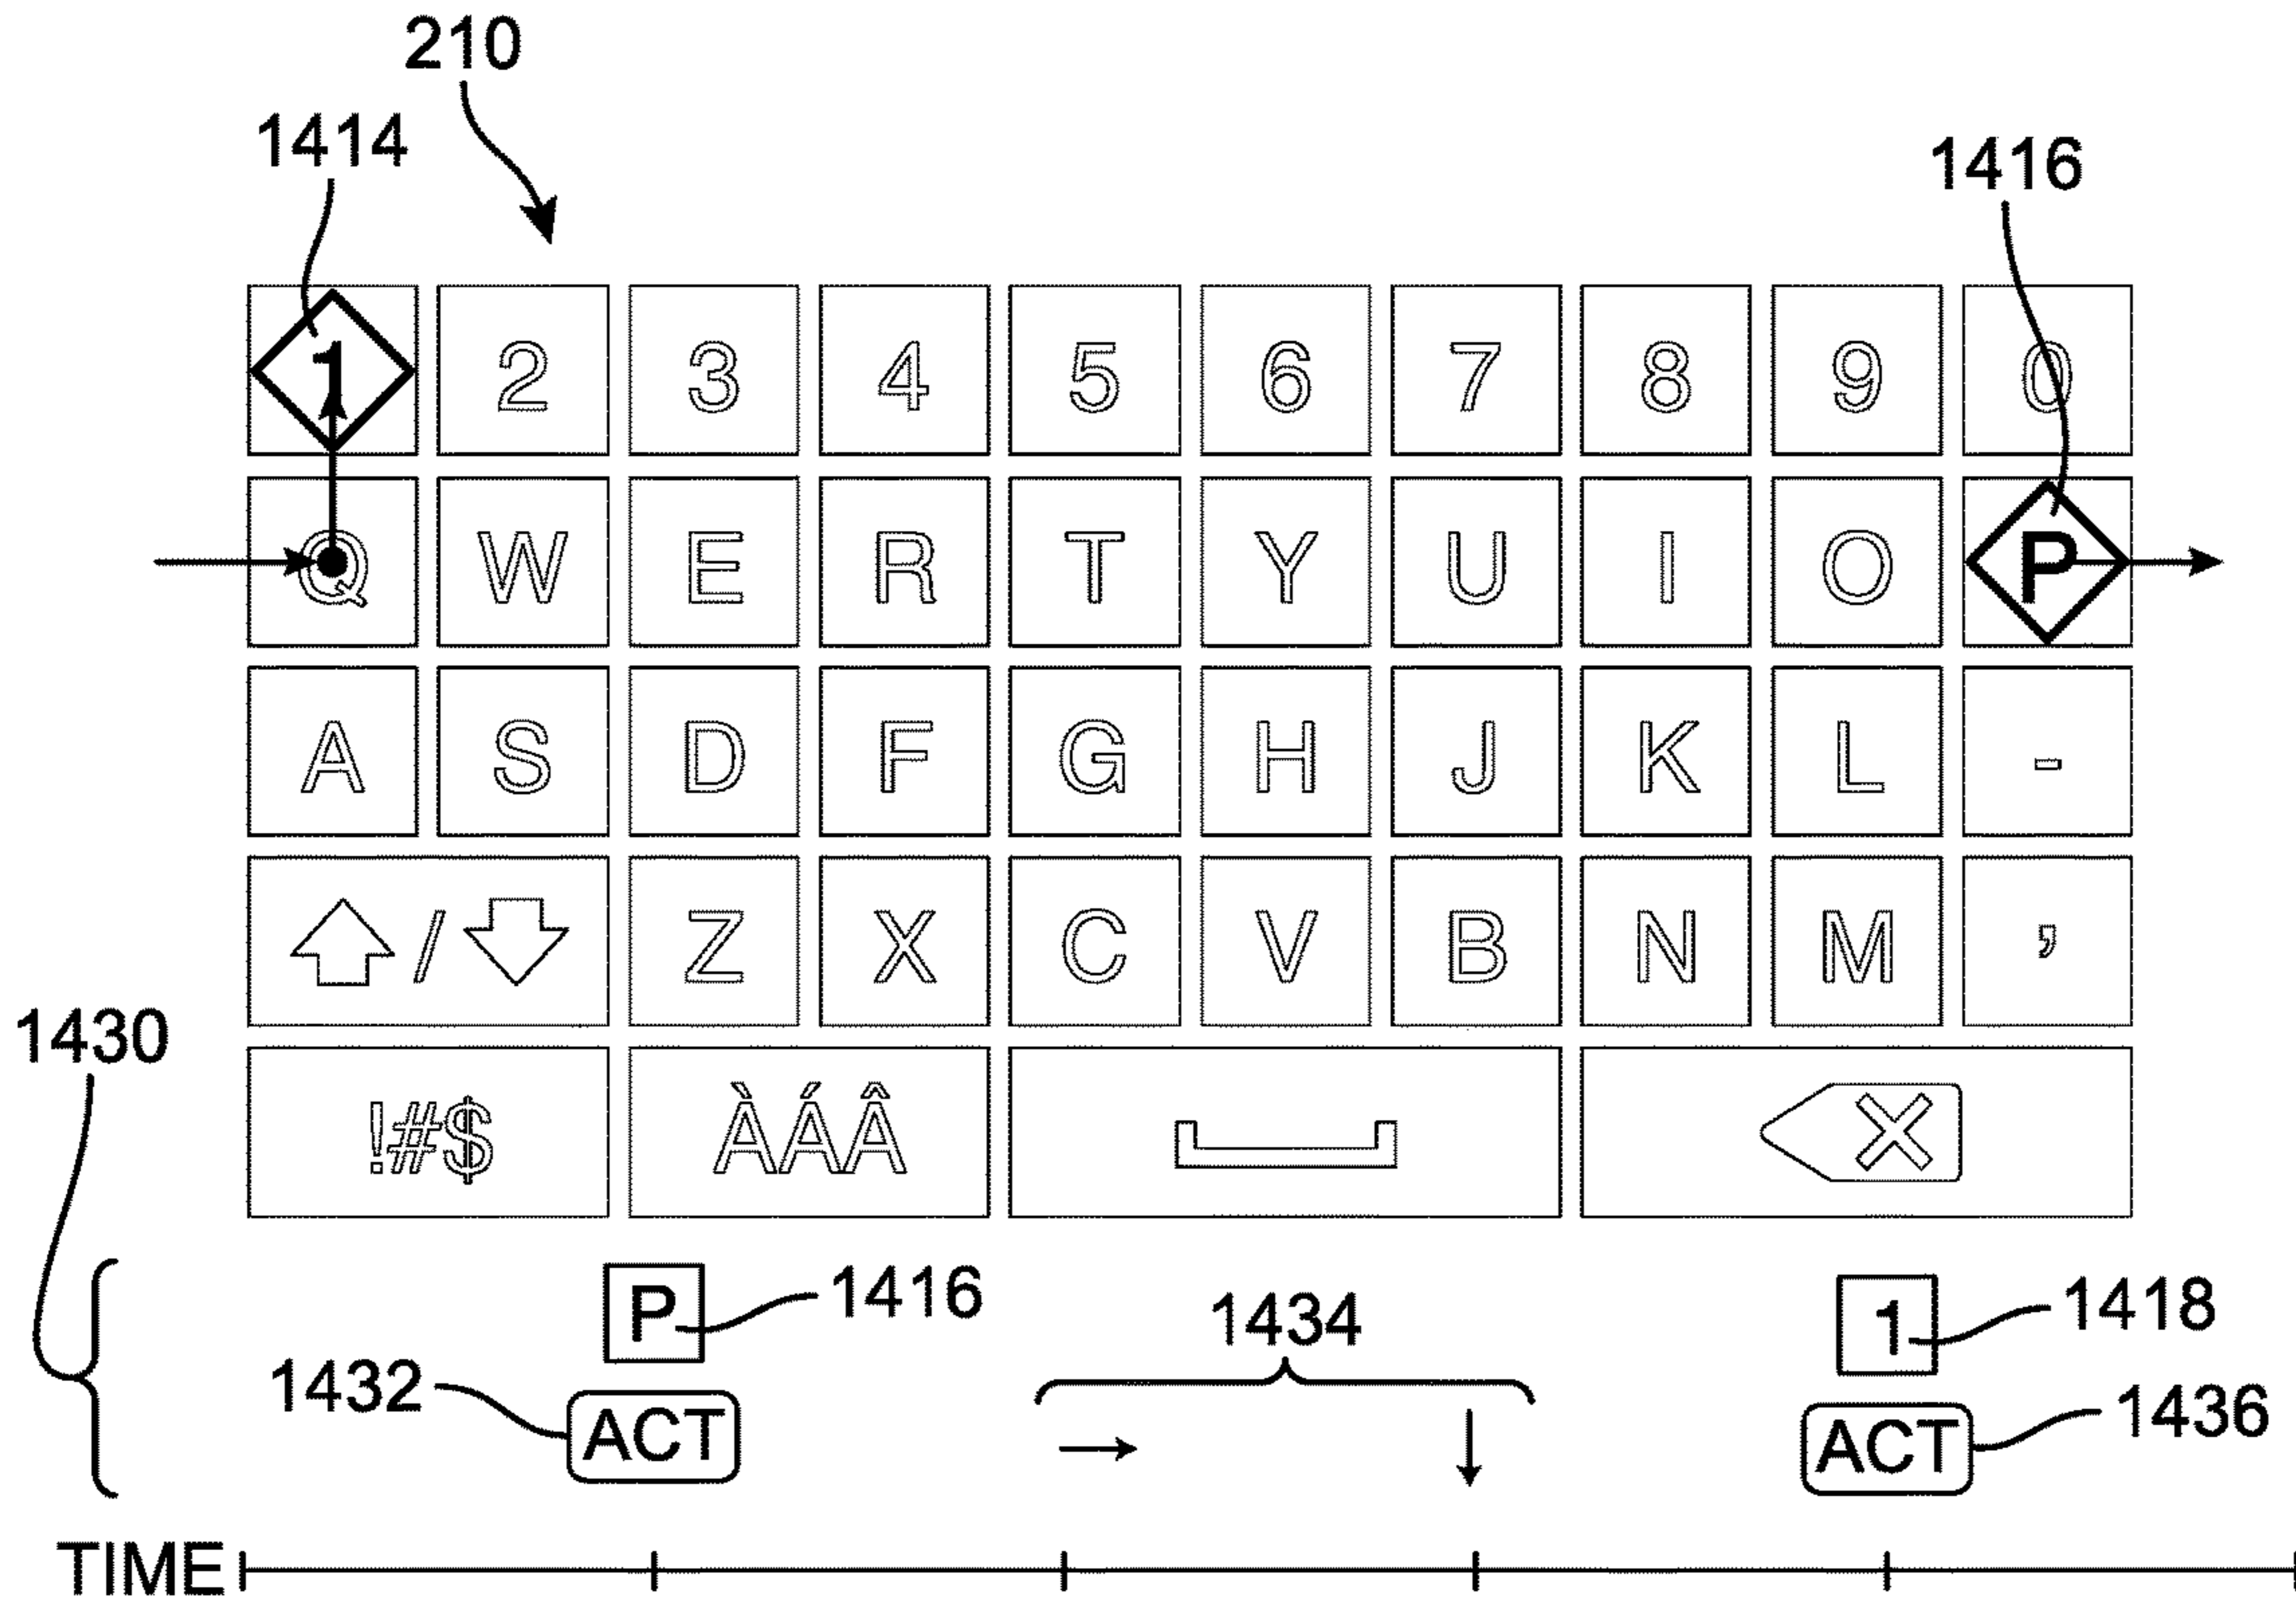 210
1414
1416
1 2 3 4 5 6 7 8 9 0
Q W E R T Y U I O P
A S D F G H J K L -
/ Z X C V B N M ,
1430
!#$ ÀÁÂ
P 1416 1434 1 1418
1432 ACT ACT 1436
TIME